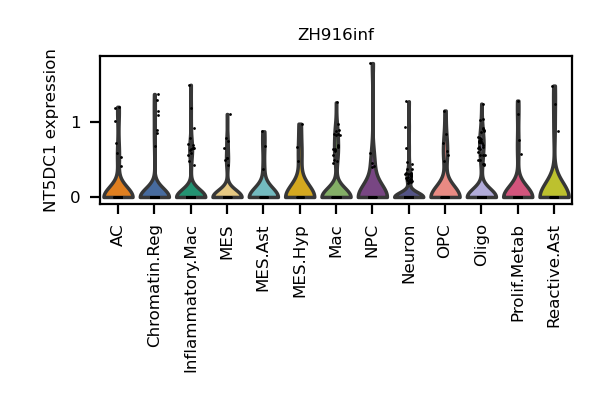 ZH916inf
NT5DC1 expression
1
0
AC
Chromatin.Reg
Inflammatory.Mac
MES
MES.Ast
MES.Hyp
Mac
NPC
Neuron
OPC
Oligo
Prolif.Metab
Reactive.Ast